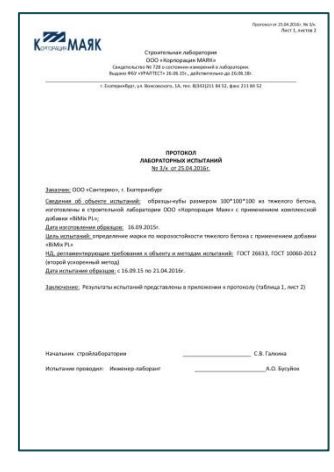 Протокол от 25.04.2016г. № 3/к
Лист 1, листов 2
Корпорация МАЯК
Строительная лаборатория
ООО «Корпорация МАЯК»
Свидетельство № 728 о состоянии измерений в лаборатории.
Выдано ФБУ «УРАЛТЕСТ» 26.08.15г., действительно до 26.08.18г.
г. Екатеринбург, ул. 1А, тел. 8(343)211 84 52, факс 211 84 52
ПРОТОКОЛ
ЛАБОРАТОРНЫХ ИСПЫТАНИЙ
№ 3/к от 25.04.2016г.
Заказчик: ООО «Сантермо», г. Екатеринбург
Сведения об объекте испытаний: образцы-кубы размером 100*100*100 из тяжелого бетона,
изготовлены в строительной лаборатории ООО «Корпорация Маяк» с применением комплексной
добавки «BilMix PL»;
Дата изготовления образцов: 16.09.2015г.
Цель испытаний: определение марки по морозостойкости тяжелого бетона с применением добавки
«BilMix PL»
НД, регламентирующие требования к объекту и методам испытаний: ГОСТ 26633, ГОСТ 10060-2012
(второй ускоренный метод)
Дата испытания образцов: с 16.09.15 по 21.04.2016г.
Заключение: Результаты испытаний представлены в приложении к протоколу (таблица 1, лист 2)
Начальник стройлаборатории С.В. Галкина
Испытание проводил: Инженер-лаборант А.О. Бусуйок